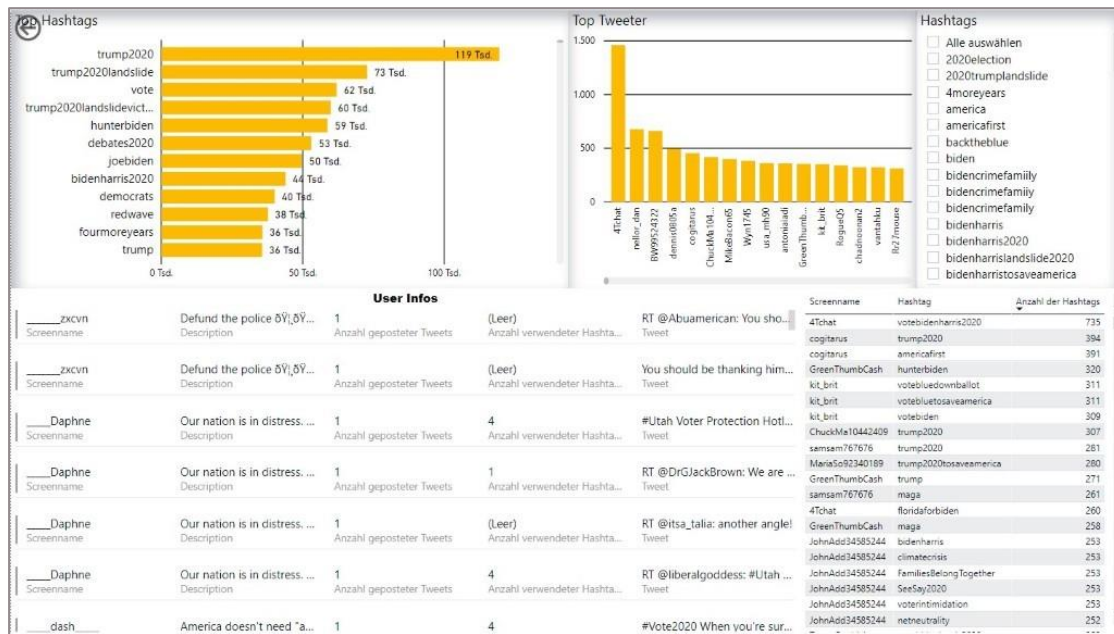 Top Hashtags
trump2020
119 Tsd.
trump2020landslide
73 Tsd.
vote
62 Tsd.
trump2020landslidevict...
60 Tsd.
hunterbiden
59 Tsd.
debates2020
53 Tsd.
joebiden
50 Tsd.
bidenharris2020
44 Tsd.
democrats
40 Tsd.
redwave
38 Tsd.
fourmoreyears
36 Tsd.
trump
36 Tsd.
0 Tsd. 50 Tsd. 100 Tsd.
Top Tweeter
1.500
1.000
500
0
4Tchat
nellor_dan
BW99524322
dennis0805a
cogitarus
ChuckMa104...
MikeBacon65
Wyn1745
usa_mh90
antoniaiadi
GreenThumb...
kit_brit
RogueQS
chadnoonan2
vantahku
Rr27mouse
Hashtags
Alle auswählen
2020election
2020trumplandslide
4moreyears
america
americafirst
backtheblue
biden
bidencrimefamiily
bidencrimefamiiy
bidencrimefamily
bidenharris
bidenharris2020
bidenharrislandslide2020
bidenharristosaveamerica
User Infos
______zxcvn Defund the police ðŸ¦‚ðŸ... 1 (Leer) RT @Abuamerican: You sho...
Screenname Description Anzahl geposteter Tweets Anzahl verwendeter Hashta... Tweet
______zxcvn Defund the police ðŸ¦‚ðŸ... 1 (Leer) You should be thanking him...
Screenname Description Anzahl geposteter Tweets Anzahl verwendeter Hashta... Tweet
____Daphne Our nation is in distress. ... 1 4 #Utah Voter Protection Hotl...
Screenname Description Anzahl geposteter Tweets Anzahl verwendeter Hashta... Tweet
____Daphne Our nation is in distress. ... 1 1 RT @DrGJackBrown: We are ...
Screenname Description Anzahl geposteter Tweets Anzahl verwendeter Hashta... Tweet
____Daphne Our nation is in distress. ... 1 (Leer) RT @itsa_talia: another angle!
Screenname Description Anzahl geposteter Tweets Anzahl verwendeter Hashta... Tweet
____Daphne Our nation is in distress. ... 1 4 RT @liberalgoddess: #Utah ...
Screenname Description Anzahl geposteter Tweets Anzahl verwendeter Hashta... Tweet
____dash____ America doesn't need "a... 1 4 #Vote2020 When you're sur...
Screenname Hashtag Anzahl der Hashtags
4Tchat votebidenharris2020 735
cogitarus trump2020 394
cogitarus americafirst 391
GreenThumbCash hunterbiden 320
kit_brit votebluedownballot 311
kit_brit votebluetosaveamerica 311
kit_brit votebiden 309
ChuckMa10442409 trump2020 307
samsam767676 trump2020 281
MariaSo92340189 trump2020tosaveamerica 280
GreenThumbCash trump 271
samsam767676 maga 261
4Tchat floridaforbiden 260
GreenThumbCash maga 258
JohnAdd34585244 bidenharris 253
JohnAdd34585244 climatecrisis 253
JohnAdd34585244 FamiliesBelongTogether 253
JohnAdd34585244 SeeSay2020 253
JohnAdd34585244 voterintimidation 253
JohnAdd34585244 netneutrality 252